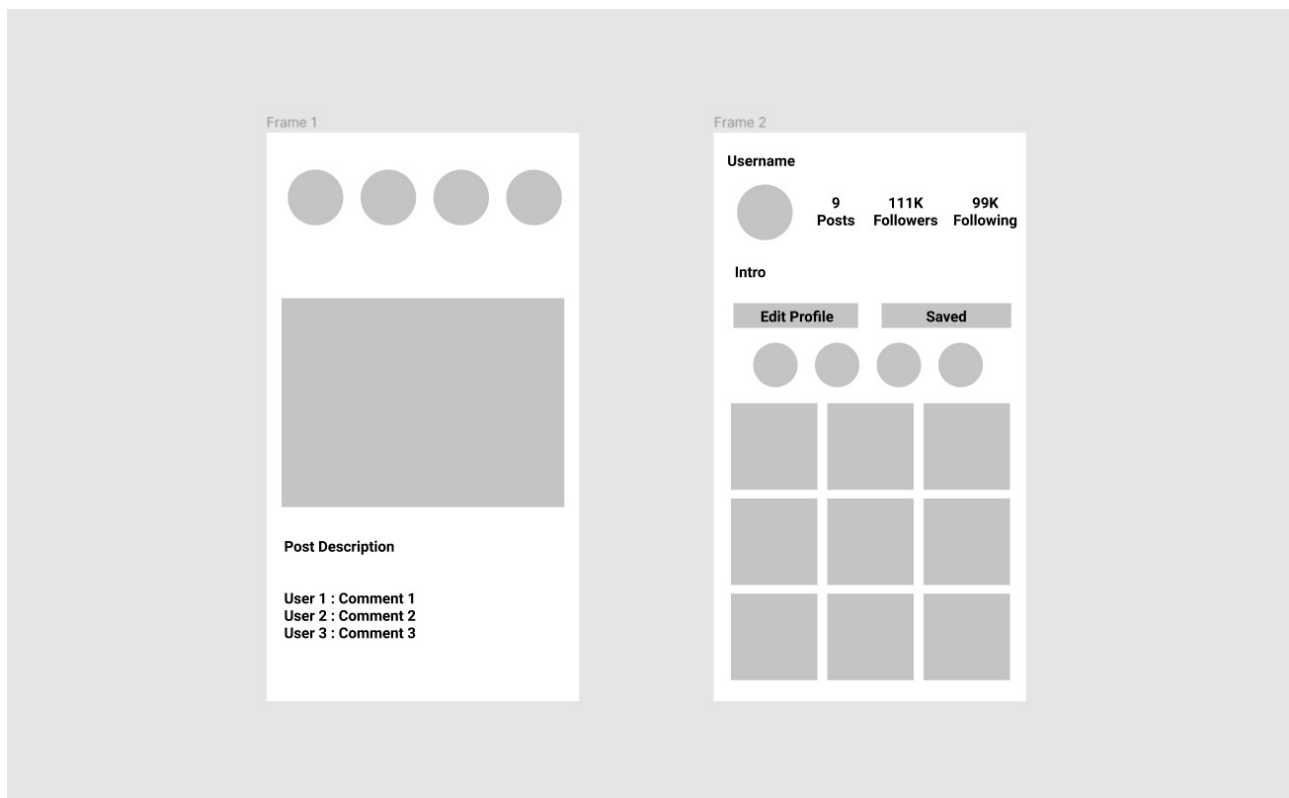 Frame 1
Post Description
User 1 : Comment 1
User 2 : Comment 2
User 3 : Comment 3
Frame 2
Username
9 111K 99K
Posts Followers Following
Intro
Edit Profile Saved